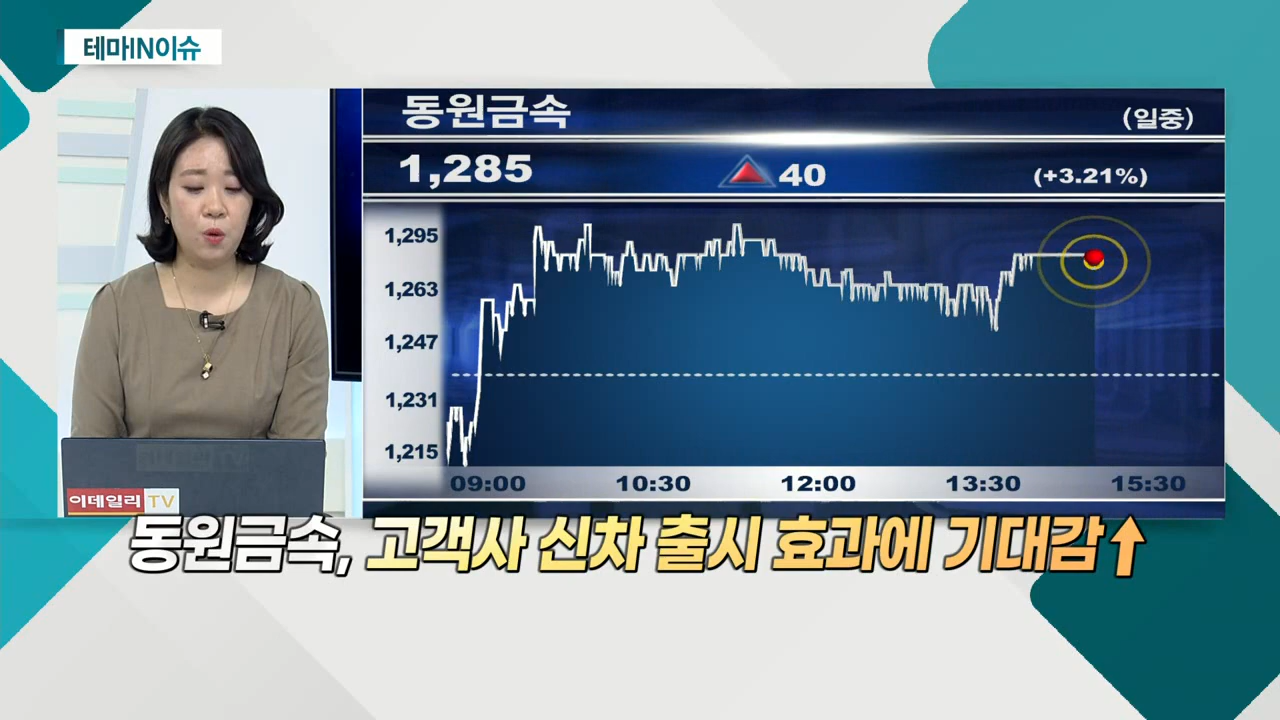 테마IN이슈
동원금속
(일중)
1,285 ▲40 (+3.21%)
1,295
1,263
1,247
1,231
1,215
09:00 10:30 12:00 13:30 15:30
이데일리TV
동원금속, 고객사 신차 출시 효과에 기대감↑